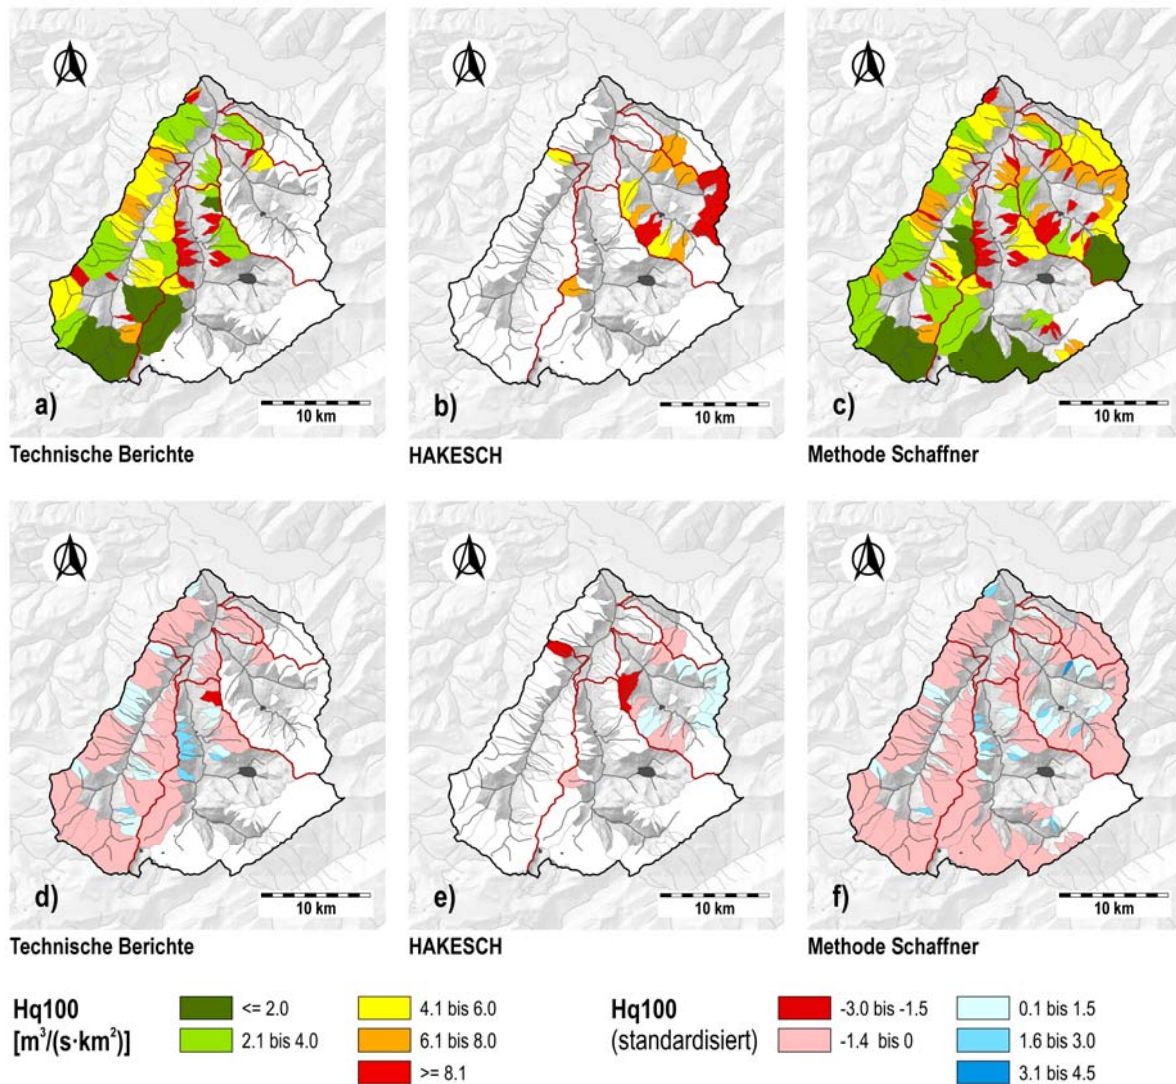 a)
10 km
Technische Berichte
b)
10 km
HAKESCH
c)
10 km
Methode Schaffner
d)
10 km
Technische Berichte
e)
10 km
HAKESCH
f)
10 km
Methode Schaffner
Hq100
[m³/(s·km²)]
<= 2.0
2.1 bis 4.0
4.1 bis 6.0
6.1 bis 8.0
>= 8.1
Hq100
(standardisiert)
-3.0 bis -1.5
-1.4 bis 0
0.1 bis 1.5
1.6 bis 3.0
3.1 bis 4.5